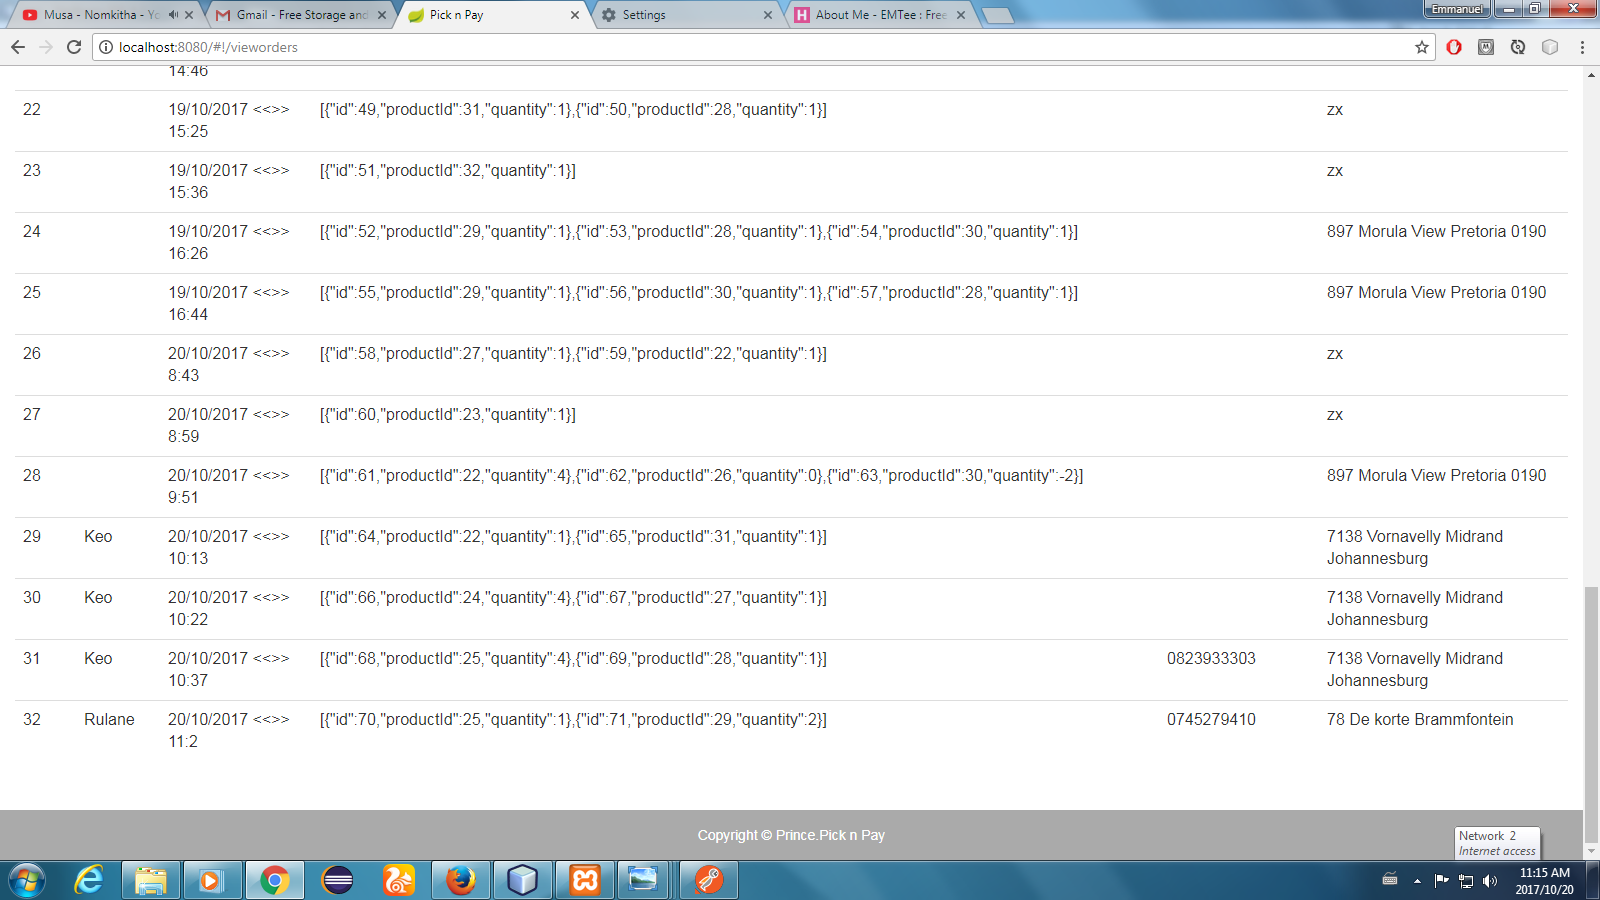 Musa - Nomkitha - Yo
Gmail - Free Storage and
Pick n Pay
Settings
About Me - EMTee : Free
Emmanuel
localhost:8080/#!/vieworders
14:46
22 19/10/2017 <<>> [{"id":49,"productId":31,"quantity":1},{"id":50,"productId":28,"quantity":1}] zx
15:25
23 19/10/2017 <<>> [{"id":51,"productId":32,"quantity":1}] zx
15:36
24 19/10/2017 <<>> [{"id":52,"productId":29,"quantity":1},{"id":53,"productId":28,"quantity":1},{"id":54,"productId":30,"quantity":1}] 897 Morula View Pretoria 0190
16:26
25 19/10/2017 <<>> [{"id":55,"productId":29,"quantity":1},{"id":56,"productId":30,"quantity":1},{"id":57,"productId":28,"quantity":1}] 897 Morula View Pretoria 0190
16:44
26 20/10/2017 <<>> [{"id":58,"productId":27,"quantity":1},{"id":59,"productId":22,"quantity":1}] zx
8:43
27 20/10/2017 <<>> [{"id":60,"productId":23,"quantity":1}] zx
8:59
28 20/10/2017 <<>> [{"id":61,"productId":22,"quantity":4},{"id":62,"productId":26,"quantity":0},{"id":63,"productId":30,"quantity":-2}] 897 Morula View Pretoria 0190
9:51
29 Keo 20/10/2017 <<>> [{"id":64,"productId":22,"quantity":1},{"id":65,"productId":31,"quantity":1}] 7138 Vornavelly Midrand
10:13 Johannesburg
30 Keo 20/10/2017 <<>> [{"id":66,"productId":24,"quantity":4},{"id":67,"productId":27,"quantity":1}] 7138 Vornavelly Midrand
10:22 Johannesburg
31 Keo 20/10/2017 <<>> [{"id":68,"productId":25,"quantity":4},{"id":69,"productId":28,"quantity":1}] 0823933303 7138 Vornavelly Midrand
10:37 Johannesburg
32 Rulane 20/10/2017 <<>> [{"id":70,"productId":25,"quantity":1},{"id":71,"productId":29,"quantity":2}] 0745279410 78 De korte Brammfontein
11:2
Copyright © Prince.Pick n Pay
Network 2
Internet access
11:15 AM
2017/10/20